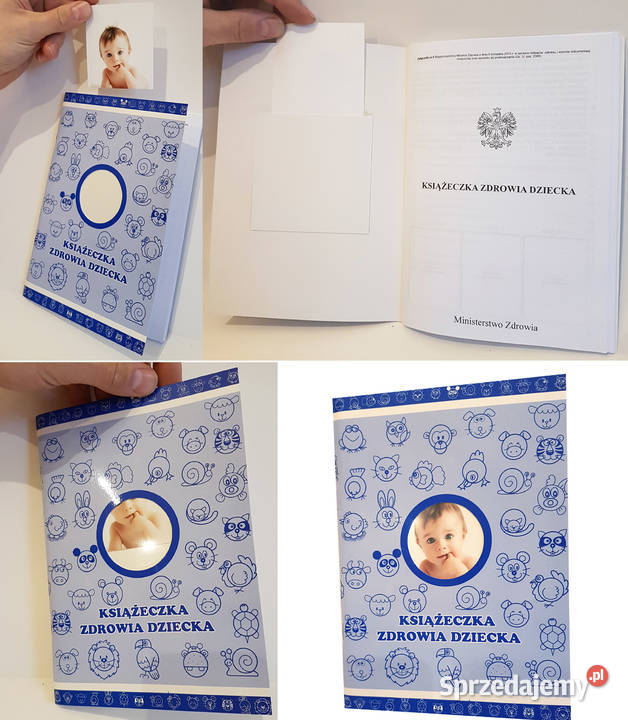 KSIĄŻECZKA
ZDROWIA DZIECKA
KSIĄŻECZKA ZDROWIA DZIECKA
Ministerstwo Zdrowia
KSIĄŻECZKA
ZDROWIA DZIECKA
KSIĄŻECZKA
ZDROWIA DZIECKA
Sprzedajemy.pl